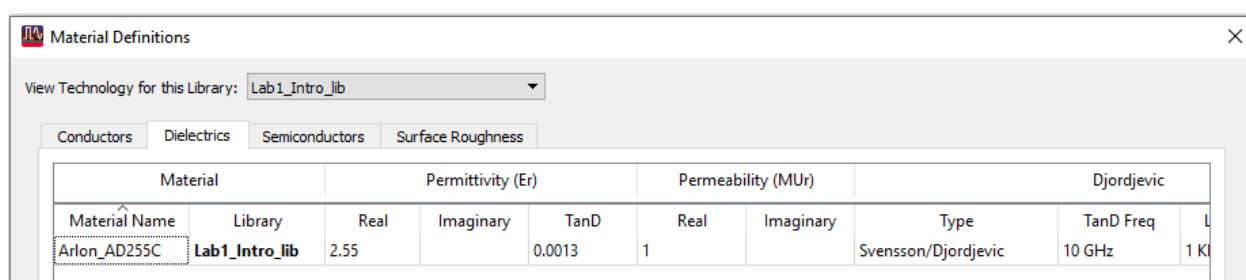 Material Definitions
View Technology for this Library: Lab1_Intro_lib
Conductors Dielectrics Semiconductors Surface Roughness
Material Permittivity (Er) Permeability (MUr) Djordjevic
Material Name Library Real Imaginary TanD Real Imaginary Type TanD Freq L
Arlon_AD255C Lab1_Intro_lib 2.55 0.0013 1 Svensson/Djordjevic 10 GHz 1